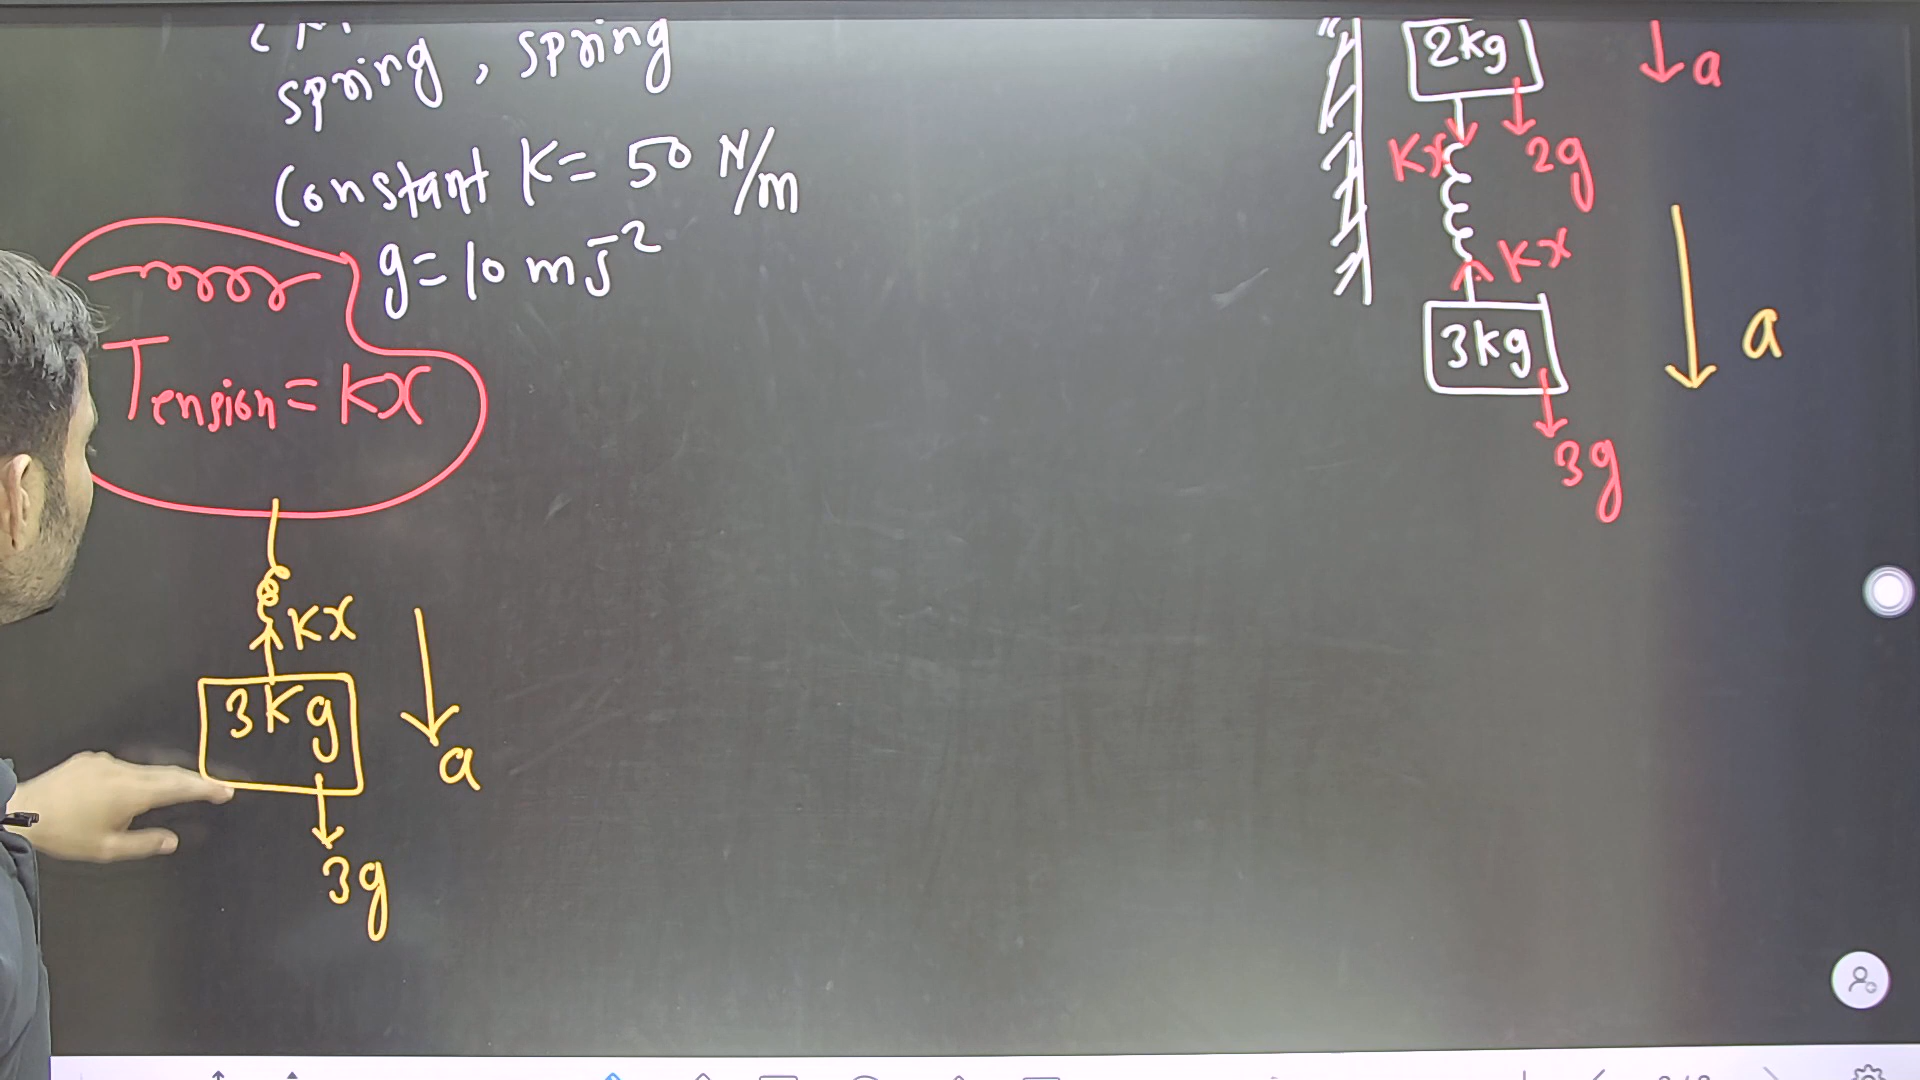 spring, spring
Constant K = 50 N/m
g = 10 ms⁻²
Tension = Kx
Kx
3Kg
a
3g
2kg
a
Kx
2g
Kx
3kg
a
3g